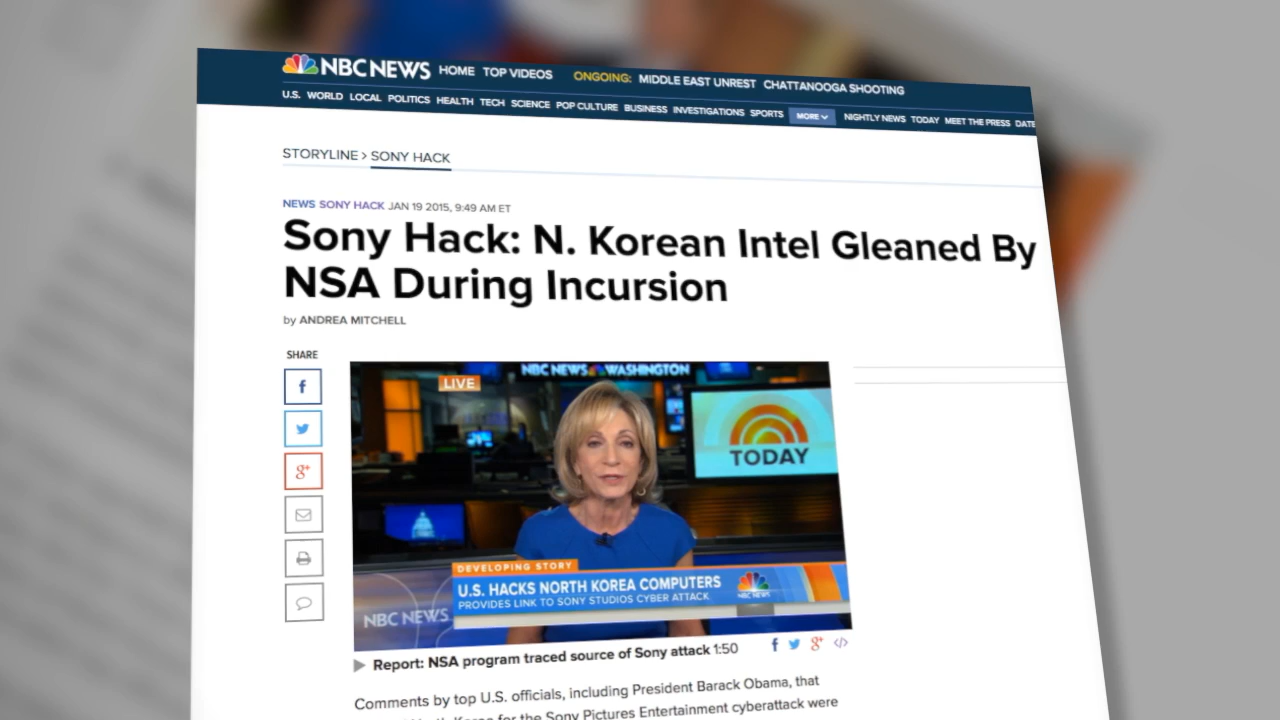 NBC NEWS HOME TOP VIDEOS ONGOING: MIDDLE EAST UNREST CHATTANOOGA SHOOTING
U.S. WORLD LOCAL POLITICS HEALTH TECH SCIENCE POP CULTURE BUSINESS INVESTIGATIONS SPORTS MORE NIGHTLY NEWS TODAY MEET THE PRESS DATE
STORYLINE > SONY HACK
NEWS SONY HACK JAN 19 2015, 9:49 AM ET
Sony Hack: N. Korean Intel Gleaned By
NSA During Incursion
by ANDREA MITCHELL
SHARE
f
g+
NBC NEWS WASHINGTON
LIVE
TODAY
DEVELOPING STORY
U.S. HACKS NORTH KOREA COMPUTERS
PROVIDES LINK TO SONY STUDIOS CYBER ATTACK
NBC NEWS
NBC NEWS
Report: NSA program traced source of Sony attack 1:50
f g+ </>
Comments by top U.S. officials, including President Barack Obama, that
North Korea for the Sony Pictures Entertainment cyberattack were